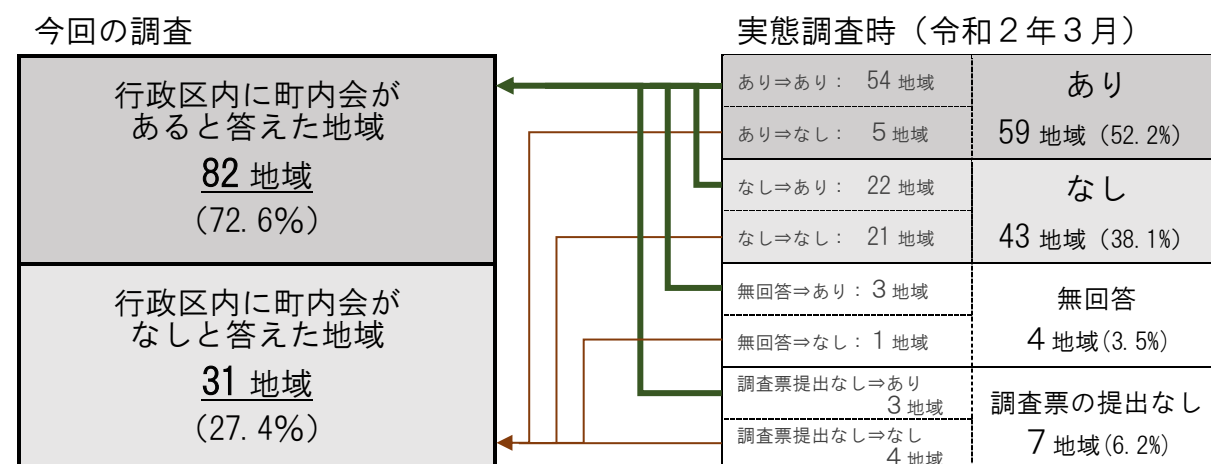 今回の調査
行政区内に町内会が
あると答えた地域
82 地域
(72.6%)
行政区内に町内会が
なしと答えた地域
31 地域
(27.4%)
実態調査時（令和２年３月）
あり⇒あり： 54 地域
あり⇒なし： 5 地域
あり
59 地域 (52.2%)
なし⇒あり： 22 地域
なし⇒なし： 21 地域
なし
43 地域 (38.1%)
無回答⇒あり：３地域
無回答⇒なし：１地域
無回答
４地域(3.5%)
調査票提出なし⇒あり
３地域
調査票提出なし⇒なし
４地域
調査票の提出なし
７地域(6.2%)